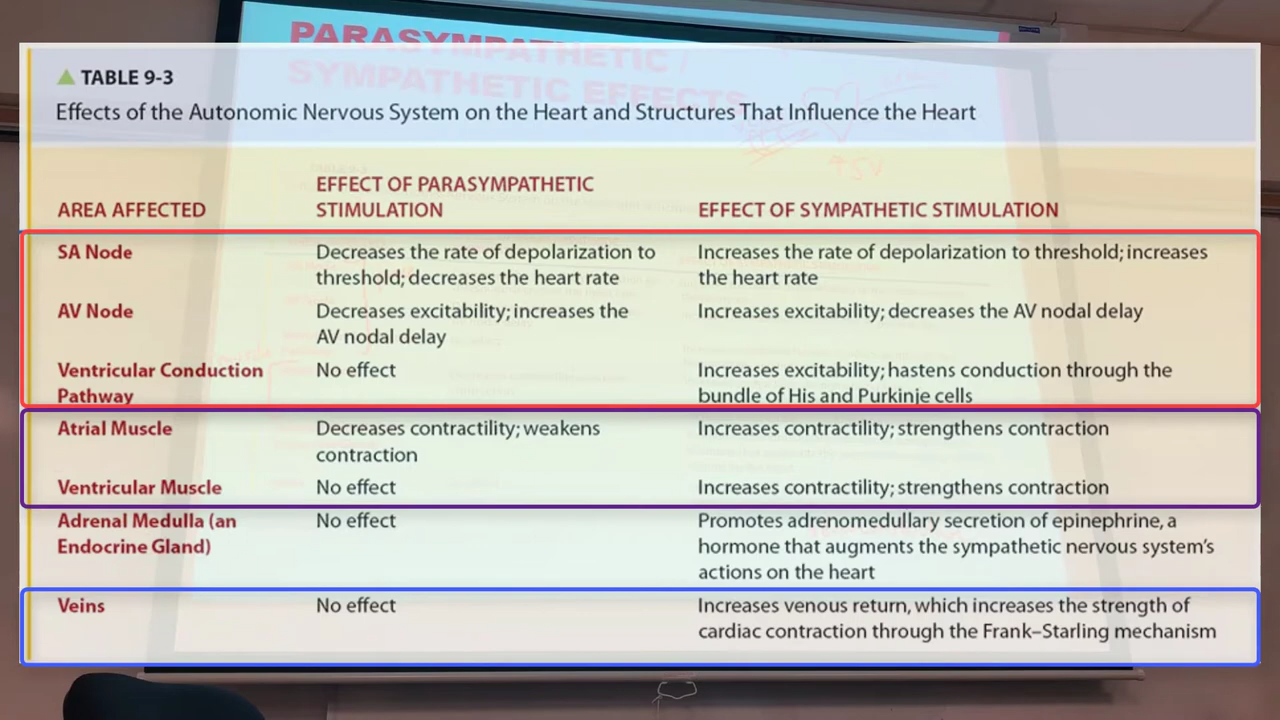 PARASYMPATHETIC /
SYMPATHETIC EFFECTS
▲ TABLE 9-3
Effects of the Autonomic Nervous System on the Heart and Structures That Influence the Heart
AREA AFFECTED
EFFECT OF PARASYMPATHETIC
STIMULATION
EFFECT OF SYMPATHETIC STIMULATION
SA Node
Decreases the rate of depolarization to
threshold; decreases the heart rate
Increases the rate of depolarization to threshold; increases
the heart rate
AV Node
Decreases excitability; increases the
AV nodal delay
Increases excitability; decreases the AV nodal delay
Ventricular Conduction
Pathway
No effect
Increases excitability; hastens conduction through the
bundle of His and Purkinje cells
Atrial Muscle
Decreases contractility; weakens
contraction
Increases contractility; strengthens contraction
Ventricular Muscle
No effect
Increases contractility; strengthens contraction
Adrenal Medulla (an
Endocrine Gland)
No effect
Promotes adrenomedullary secretion of epinephrine, a
hormone that augments the sympathetic nervous system's
actions on the heart
Veins
No effect
Increases venous return, which increases the strength of
cardiac contraction through the Frank–Starling mechanism